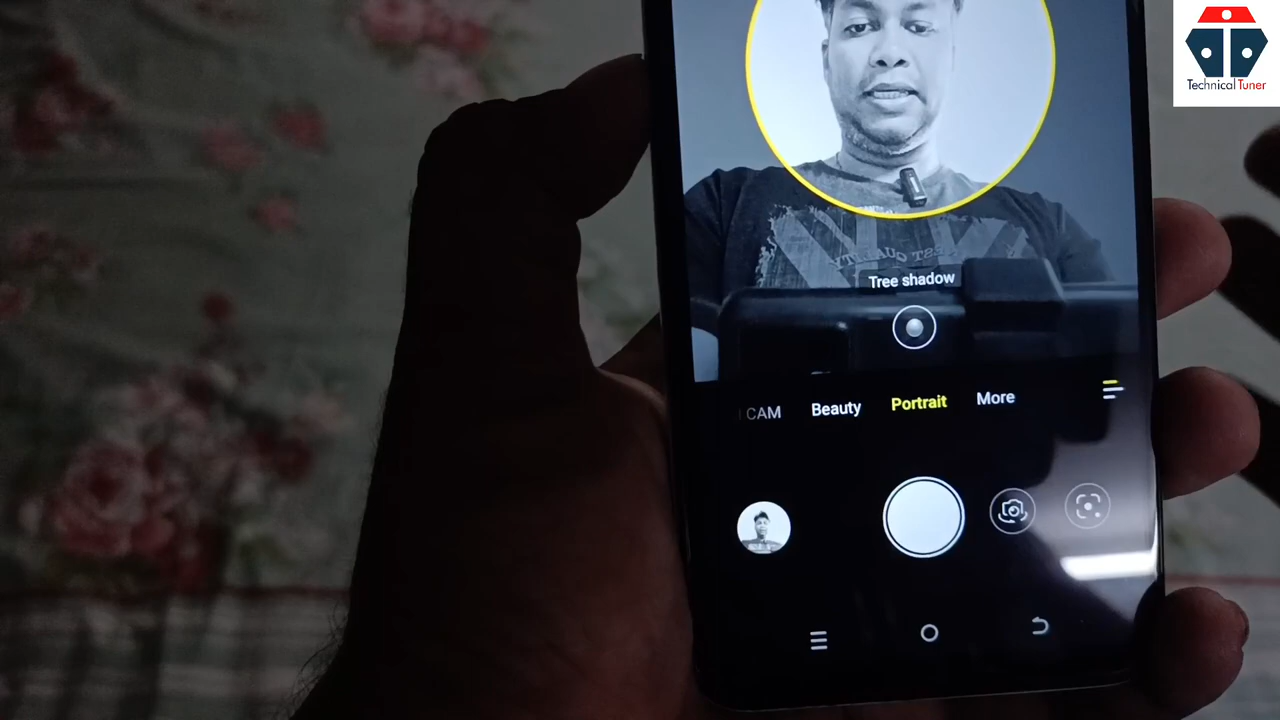 Technical Tuner
Tree shadow
CAM
Beauty
Portrait
More